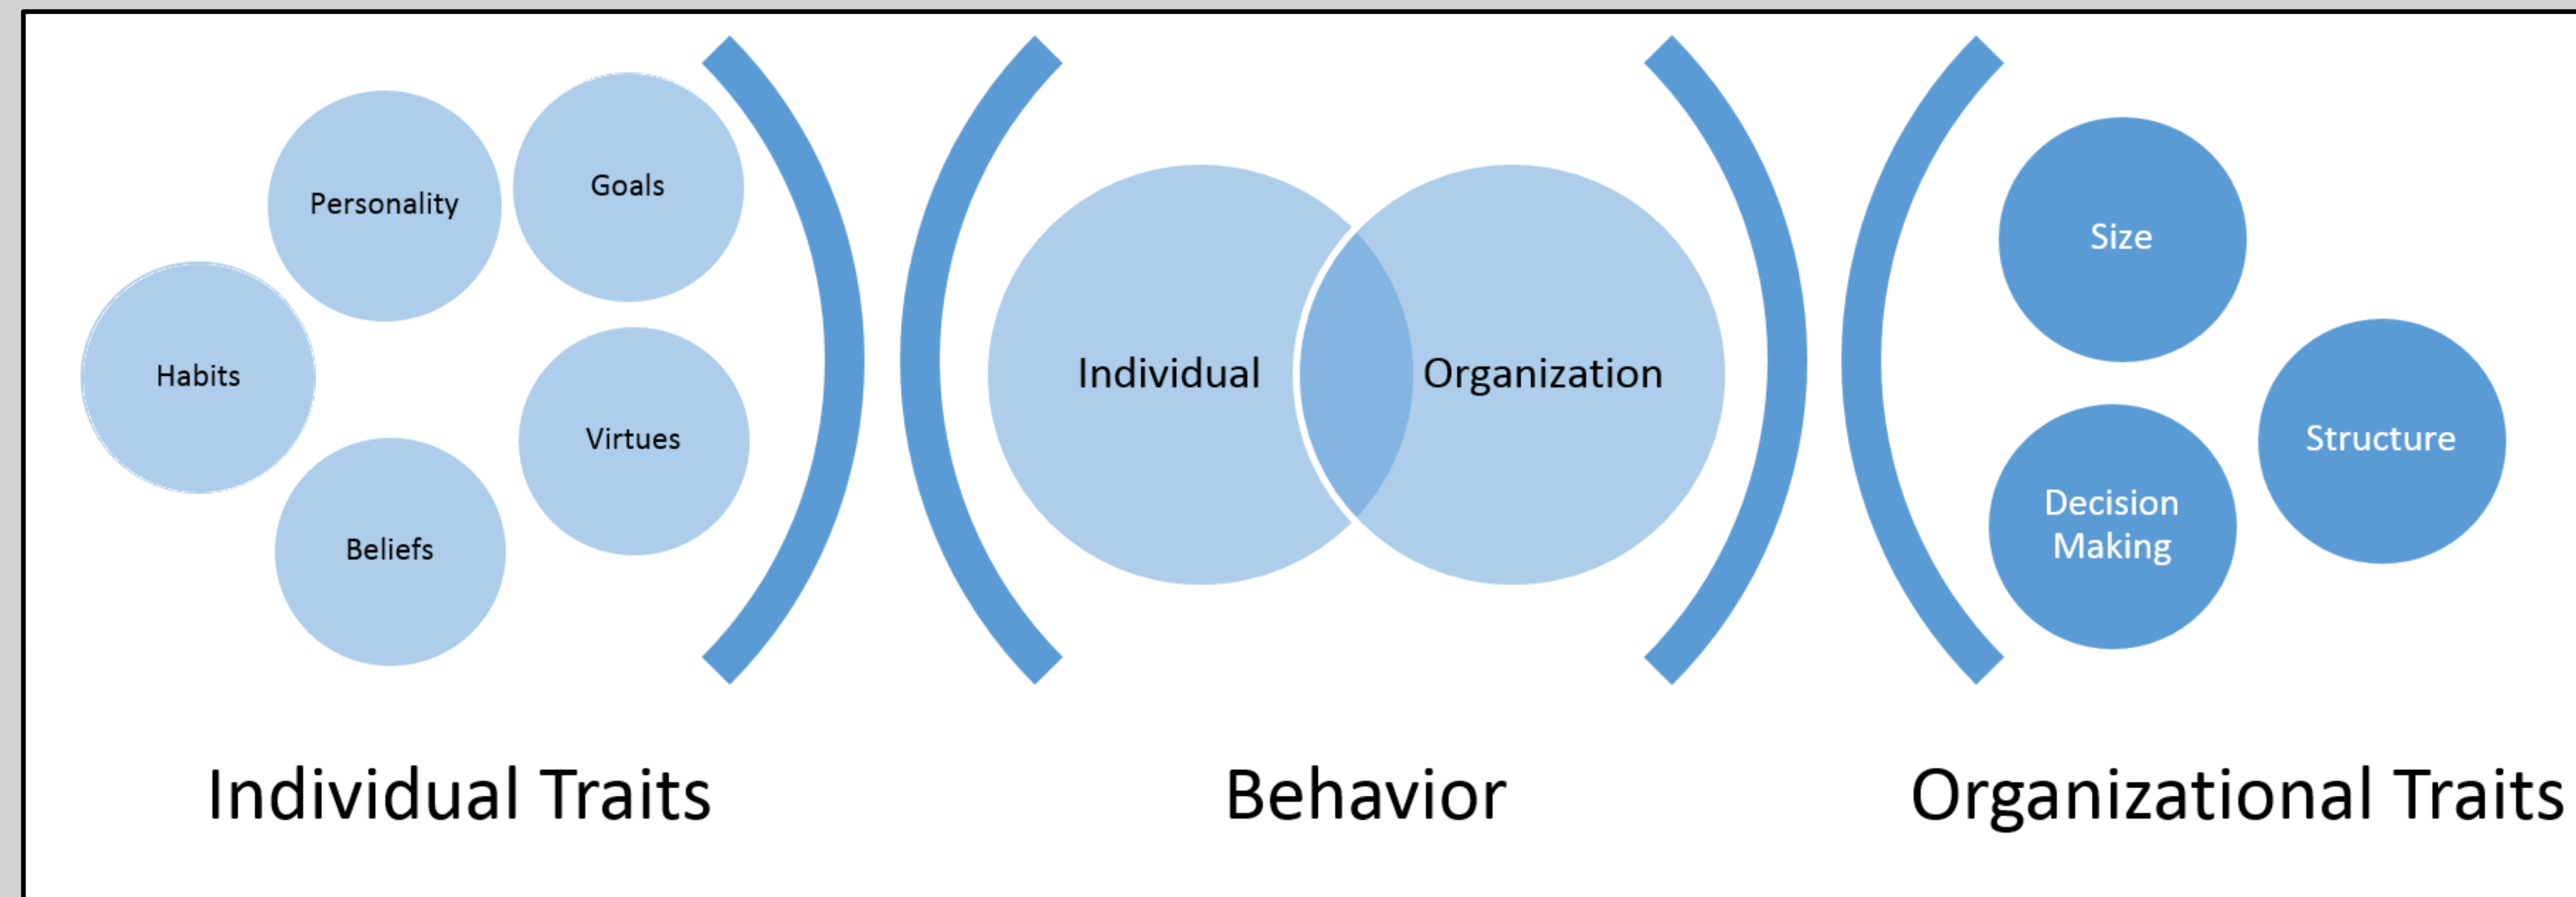 Personality
Goals
Habits
Virtues
Beliefs
Individual
Organization
Size
Structure
Decision
Making
Individual Traits
Behavior
Organizational Traits